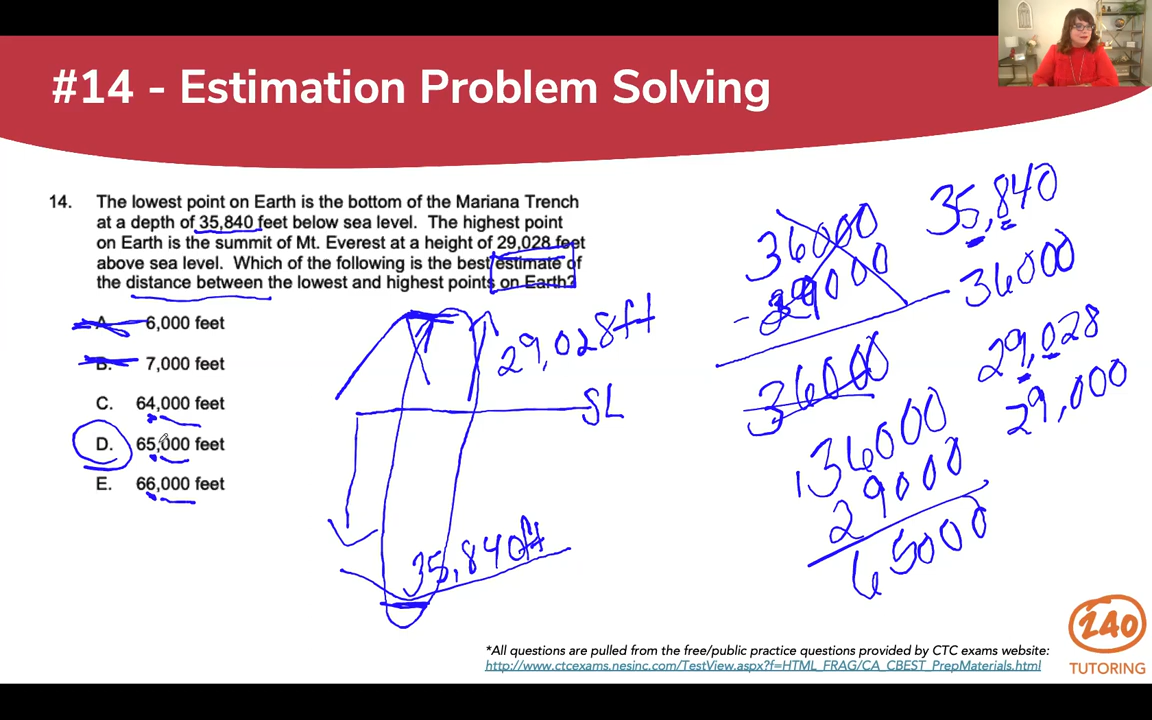 #14 - Estimation Problem Solving
14. The lowest point on Earth is the bottom of the Mariana Trench
at a depth of 35,840 feet below sea level. The highest point
on Earth is the summit of Mt. Everest at a height of 29,028 feet
above sea level. Which of the following is the best estimate of
the distance between the lowest and highest points on Earth?
A. 6,000 feet
B. 7,000 feet
C. 64,000 feet
D. 65,000 feet
E. 66,000 feet
29,028ft
SL
35,840ft
36000
- 29000
36000
35,840
36000
29,028
29,000
1
36000
29000
65000
*All questions are pulled from the free/public practice questions provided by CTC exams website:
http://www.ctcexams.nesinc.com/TestView.aspx?f=HTML_FRAG/CA_CBEST_PrepMaterials.html
240
TUTORING